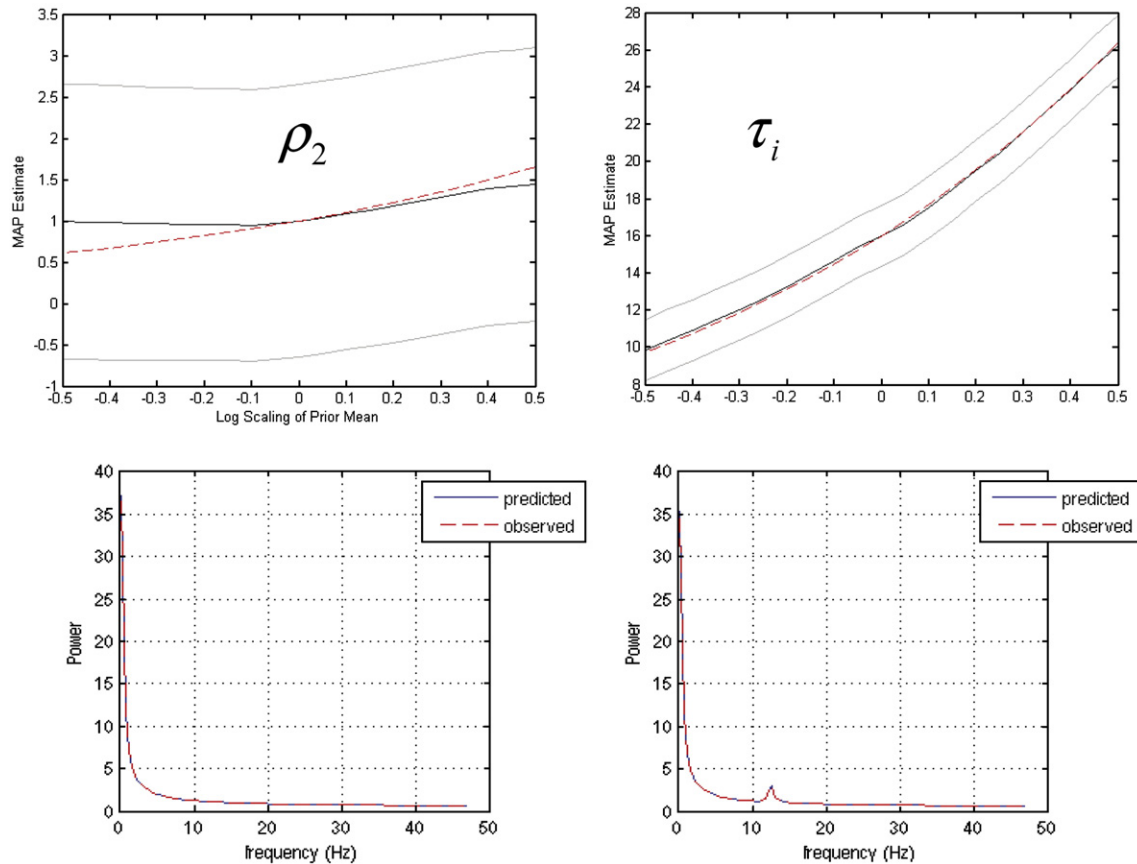 3.5
3
2.5
2
1.5
1
0.5
0
-0.5
-1
MAP Estimate
ρ₂
-0.5 -0.4 -0.3 -0.2 -0.1 0 0.1 0.2 0.3 0.4 0.5
Log Scaling of Prior Mean
28
26
24
22
20
18
16
14
12
10
8
MAP Estimate
τᵢ
-0.5 -0.4 -0.3 -0.2 -0.1 0 0.1 0.2 0.3 0.4 0.5
40
35
30
25
20
15
10
5
0
Power
predicted
observed
0 10 20 30 40 50
frequency (Hz)
40
35
30
25
20
15
10
5
0
Power
predicted
observed
0 10 20 30 40 50
frequency (Hz)